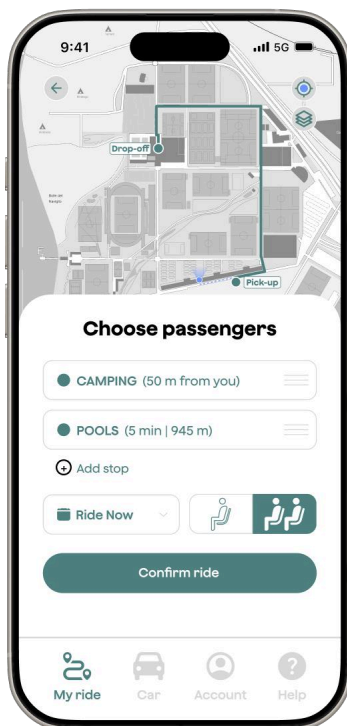 9:41
5G
Drop-off
Pick-up
Choose passengers
CAMPING (50 m from you)
POOLS (5 min | 945 m)
Add stop
Ride Now
Confirm ride
My ride
Car
Account
Help